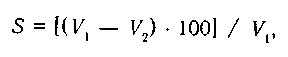 S = [(V₁ — V₂) · 100] / V₁,